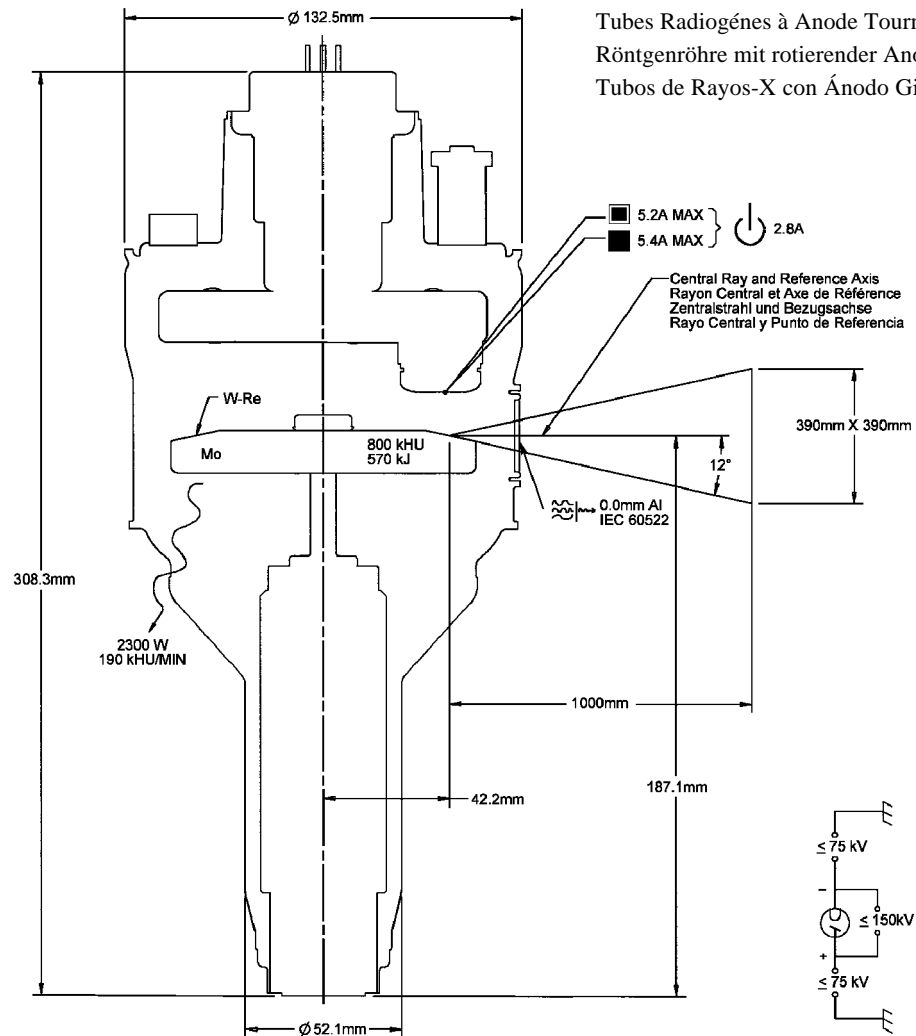 Ø 132.5mm
Tubes Radiogénes à Anode Tourn
Röntgenröhre mit rotierender Ano
Tubos de Rayos-X con Ánodo Gi
5.2A MAX
5.4A MAX
2.8A
Central Ray and Reference Axis
Rayon Central et Axe de Référence
Zentralstrahl und Bezugsachse
Rayo Central y Punto de Referencia
W-Re
Mo
800 kHU
570 kJ
390mm X 390mm
12°
0.0mm Al
IEC 60522
308.3mm
2300 W
190 kHU/MIN
1000mm
42.2mm
187.1mm
≤ 75 kV
−
≤ 150kV
+
≤ 75 kV
Ø 52.1mm